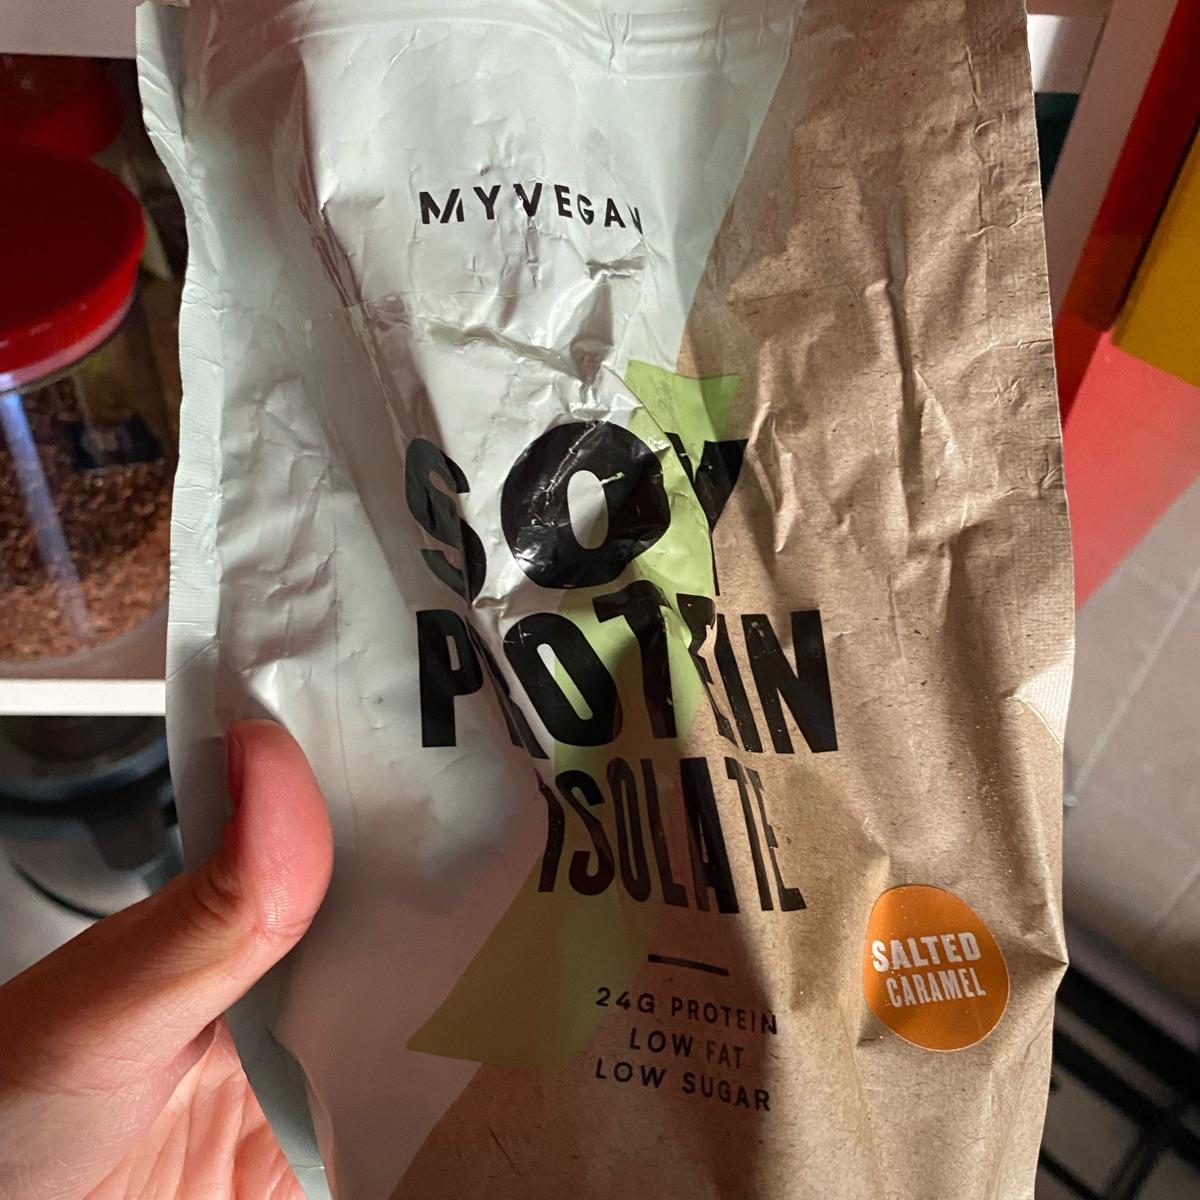 MYVEGAN
SOY
PROTEIN
ISOLATE
24G PROTEIN
LOW FAT
LOW SUGAR
SALTED
CARAMEL